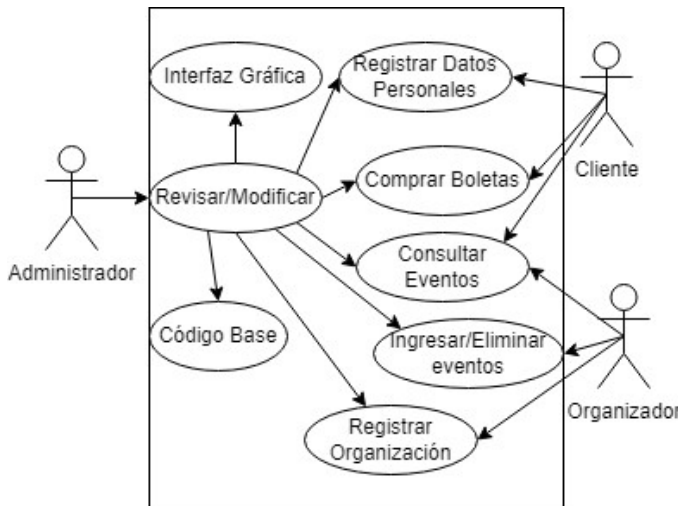 Interfaz Gráfica
Registrar Datos
Personales
Cliente
Revisar/Modificar
Comprar Boletas
Administrador
Consultar
Eventos
Código Base
Ingresar/Eliminar
eventos
Organizador
Registrar
Organización